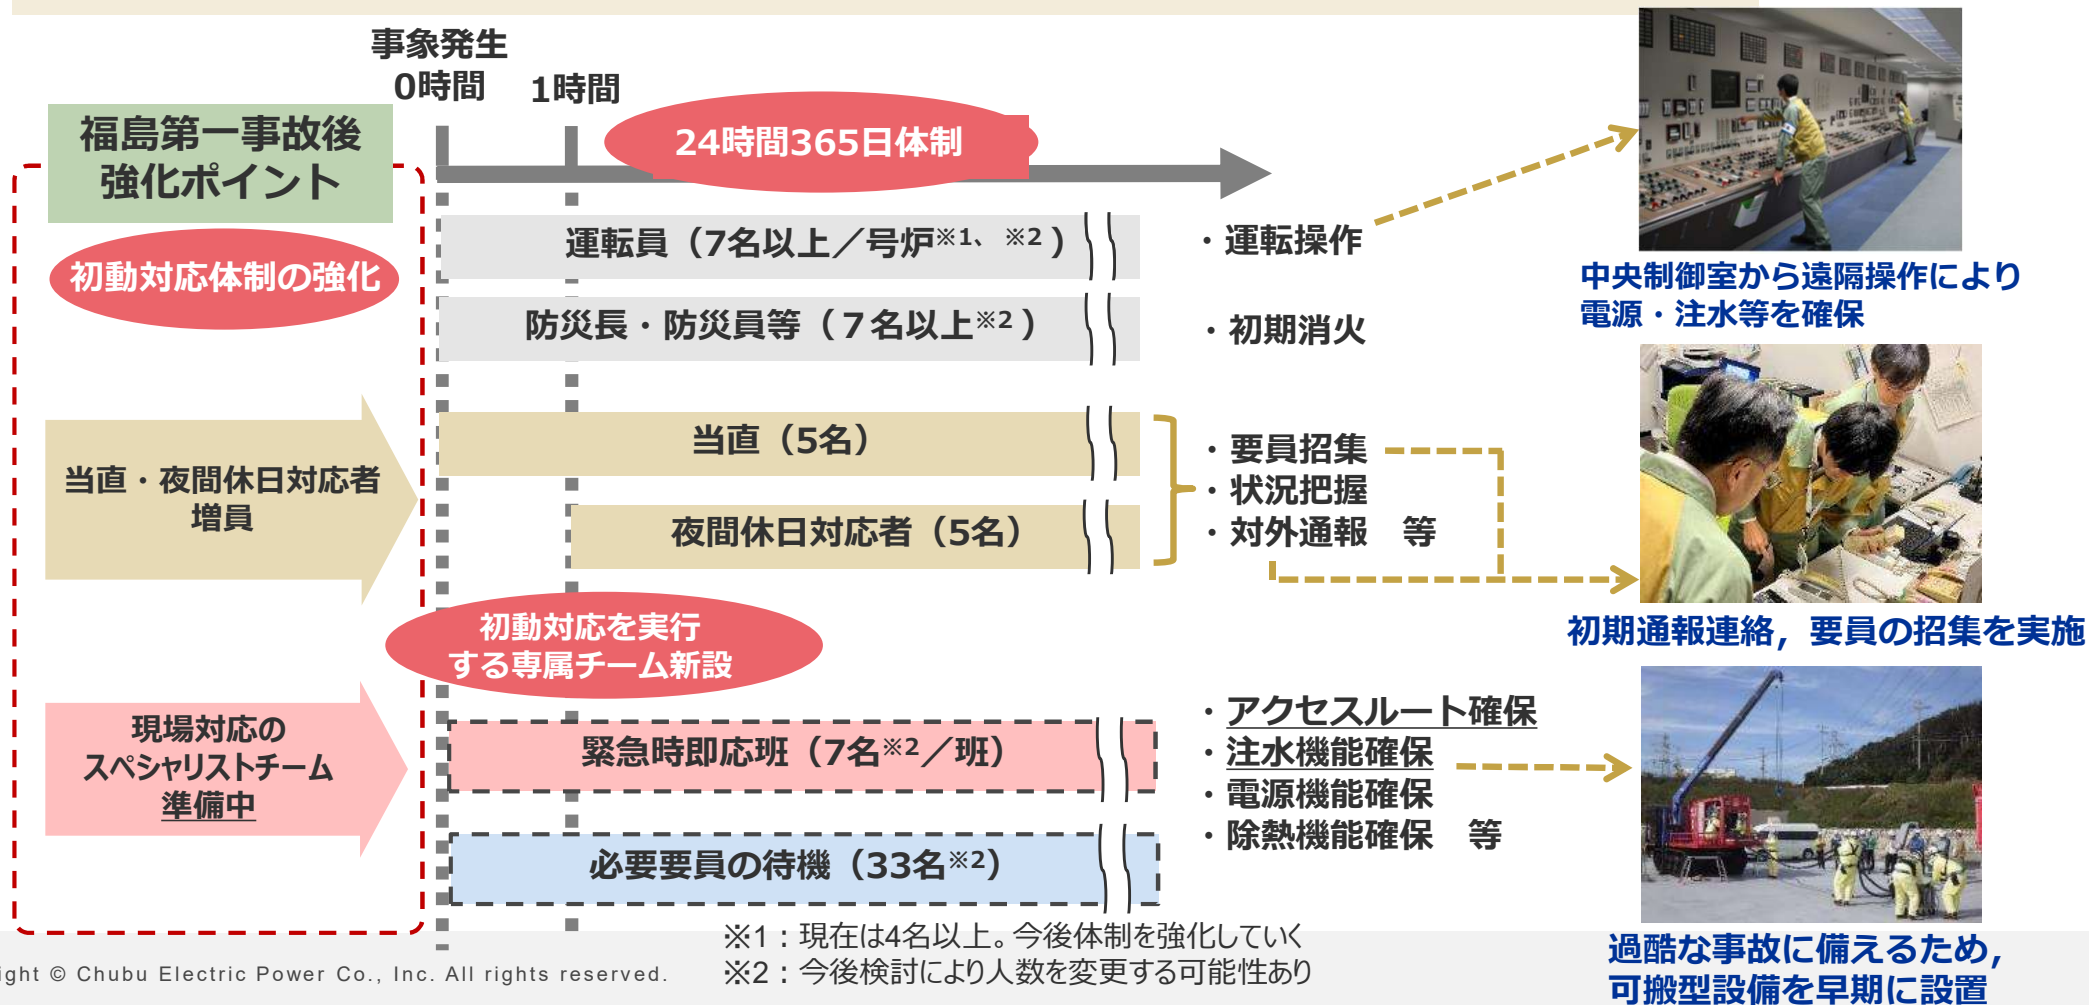 事象発生
0時間
1時間
24時間365日体制
福島第一事故後
強化ポイント
初動対応体制の強化
運転員（7名以上／号炉※1、 ※2 ）
・運転操作
防災長・防災員等（７名以上※2 ）
・初期消火
中央制御室から遠隔操作により
電源・注水等を確保
当直・夜間休日対応者
増員
当直（5名）
夜間休日対応者（5名）
・要員招集
・状況把握
・対外通報　等
初期通報連絡，要員の招集を実施
初動対応を実行
する専属チーム新設
現場対応の
スペシャリストチーム
準備中
緊急時即応班（7名※2／班）
必要要員の待機（33名※2）
・アクセスルート確保
・注水機能確保
・電源機能確保
・除熱機能確保　等
過酷な事故に備えるため，
可搬型設備を早期に設置
※1：現在は4名以上。今後体制を強化していく
※2：今後検討により人数を変更する可能性あり
ight © Chubu Electric Power Co., Inc. All rights reserved.